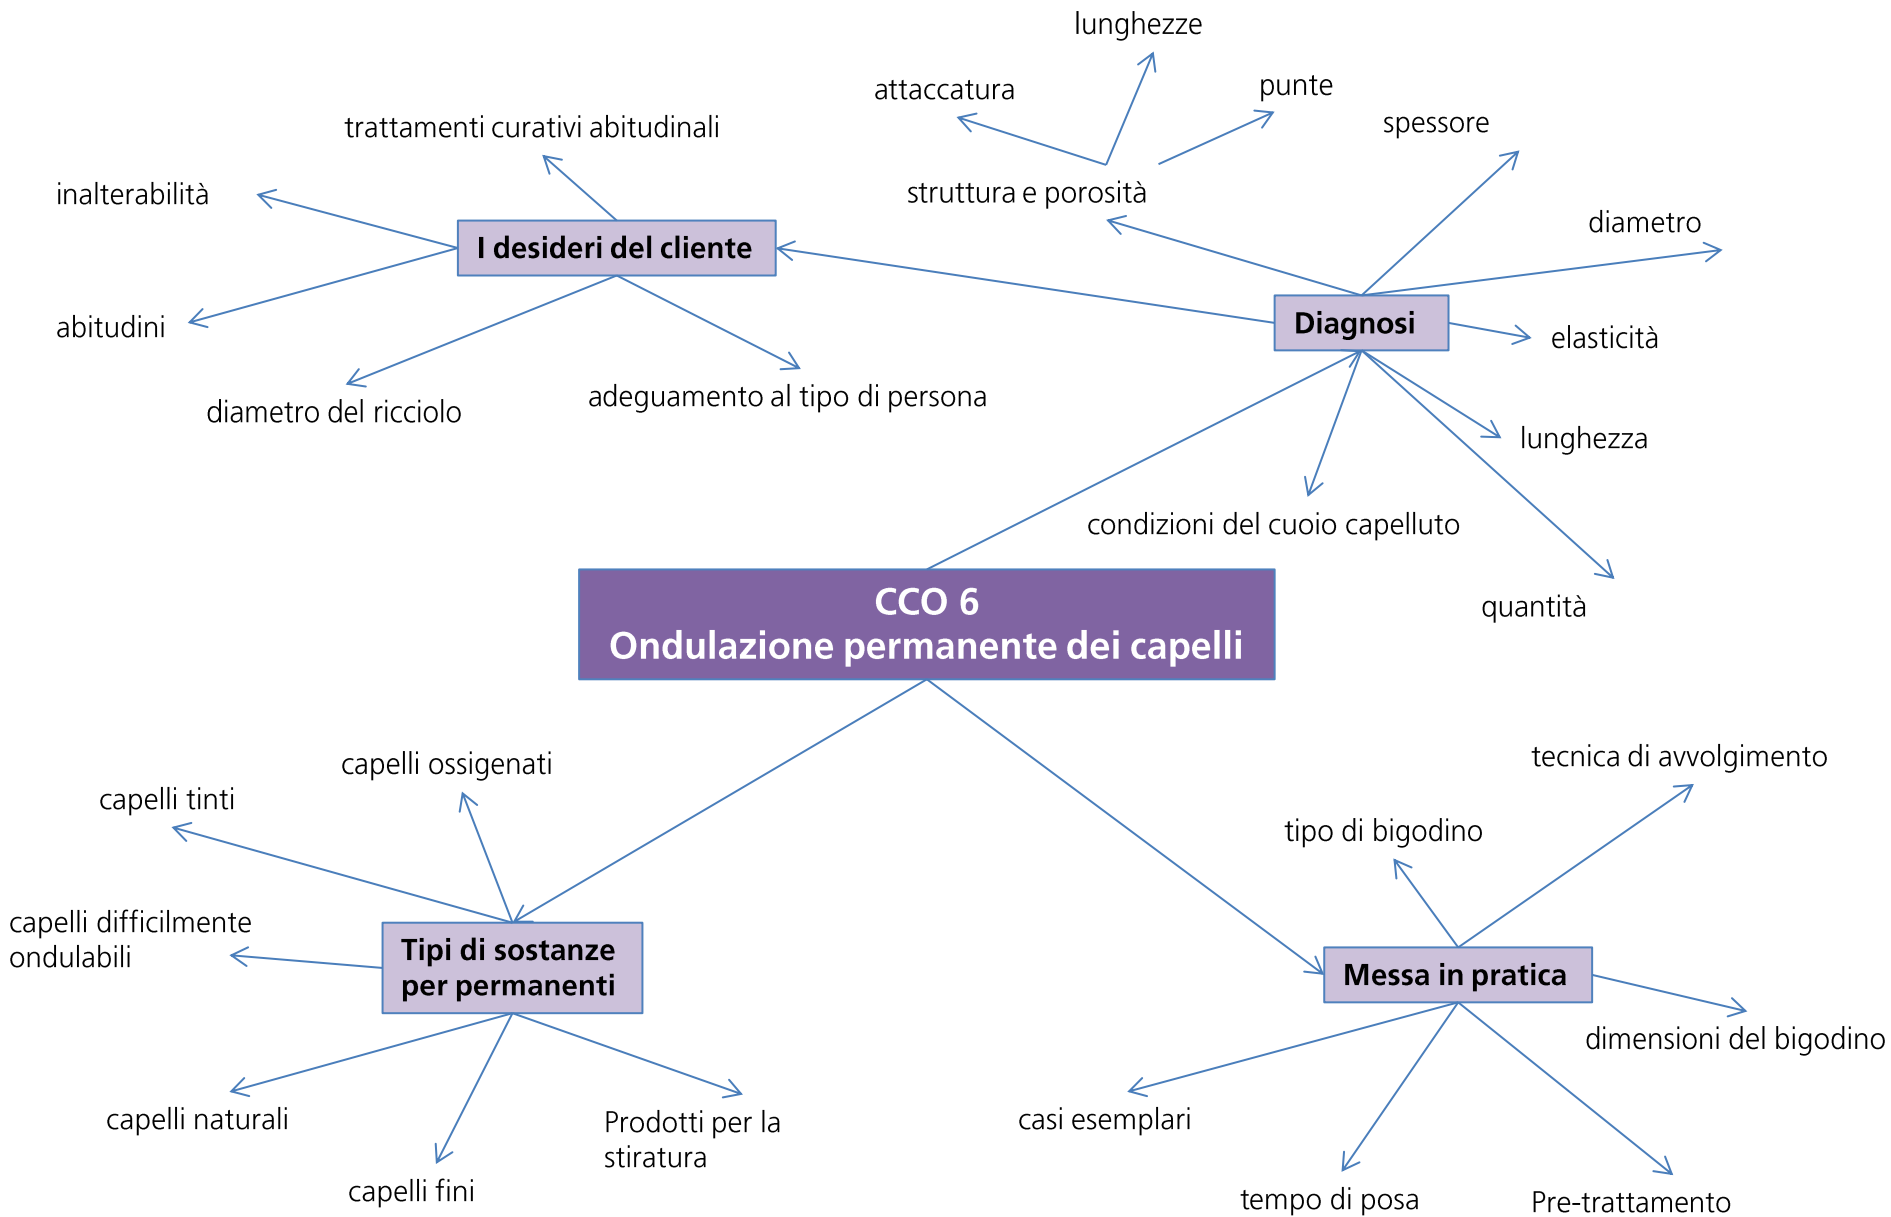 lunghezze
attaccatura
punte
spessore
trattamenti curativi abitudinali
inalterabilità
struttura e porosità
diametro
I desideri del cliente
Diagnosi
abitudini
elasticità
diametro del ricciolo
adeguamento al tipo di persona
lunghezza
condizioni del cuoio capelluto
quantità
CCO 6
Ondulazione permanente dei capelli
capelli ossigenati
tecnica di avvolgimento
capelli tinti
tipo di bigodino
capelli difficilmente
ondulabili
Tipi di sostanze
per permanenti
Messa in pratica
dimensioni del bigodino
capelli naturali
Prodotti per la
stiratura
casi esemplari
capelli fini
tempo di posa
Pre-trattamento